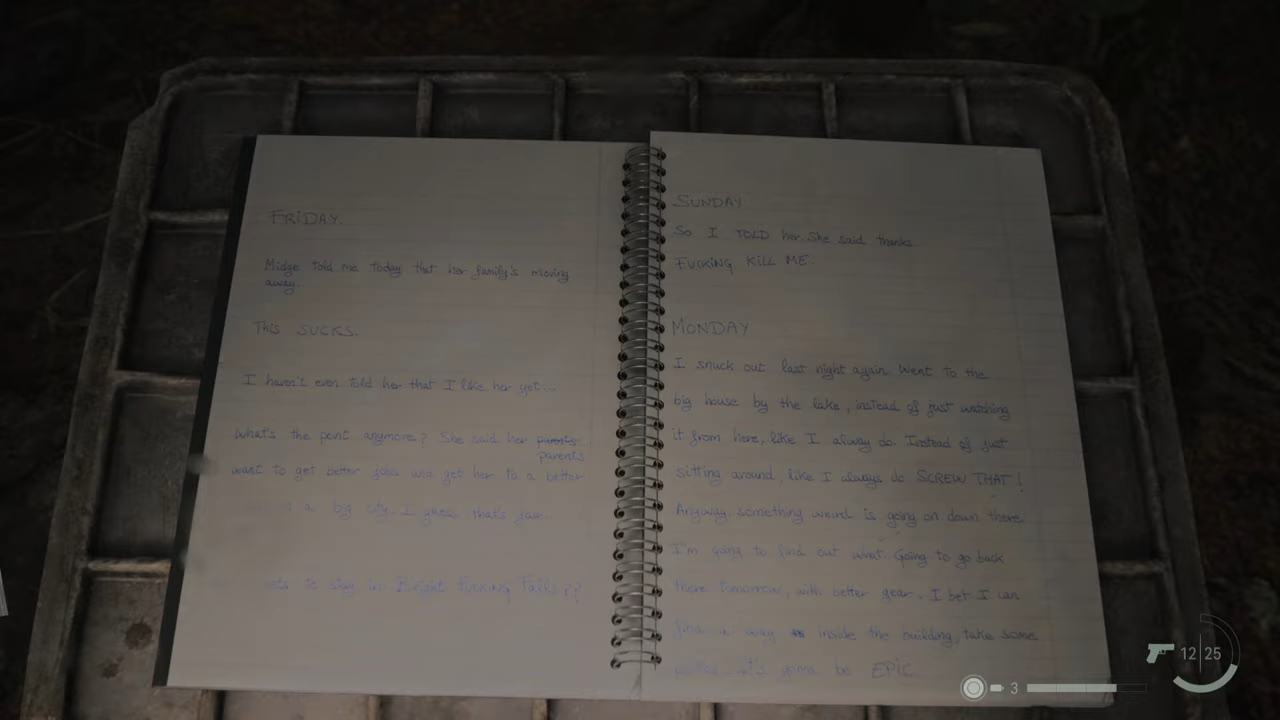 FRIDAY.
Midge told me today that her family's moving
away.
This SUCKS.
I haven't even told her that I like her yet...
What's the point anymore? She said her parents
parents
want to get better jobs and get her to a better
a big city. I guess that's
to stay in Bright Fucking Falls??
SUNDAY
So I TOLD her. She said thanks.
FUCKING KILL ME.
MONDAY
I snuck out last night again. Went to the
big house by the lake, instead of just watching
it from here, like I always do. Instead of just
sitting around, like I always do SCREW THAT!
Anyway. something weird is going on down there.
I'm going to find out what. Going to go back
there tomorrow, with better gear. I bet I can
find a way inside the building, take some
it's gonna be EPIC
12 25
3